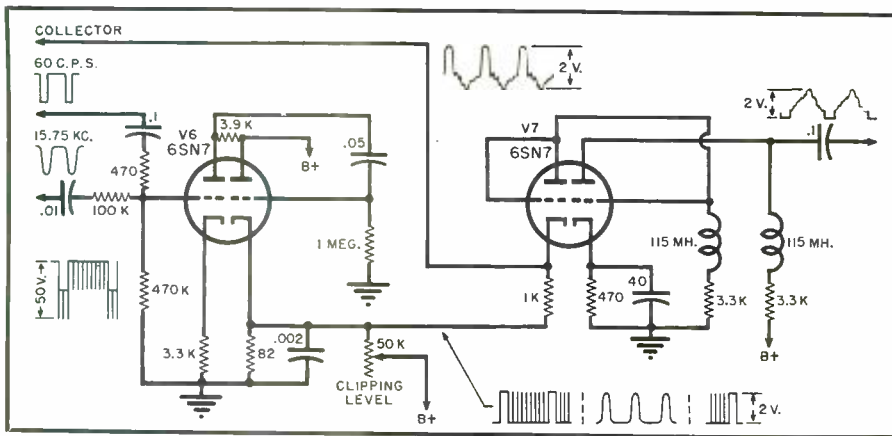 COLLECTOR
60 C.P.S.
.1
15.75 KC.
470
.01
100 K
50 V.
470 K
V6
6SN7
3.9 K
B+
.05
1 MEG.
3.3 K
82
.002
50 K
CLIPPING
LEVEL
B+
2 V.
V7
6SN7
1 K
470
40
115 MH.
3.3 K
115 MH.
3.3 K
B+
2 V.
.1
2 V.